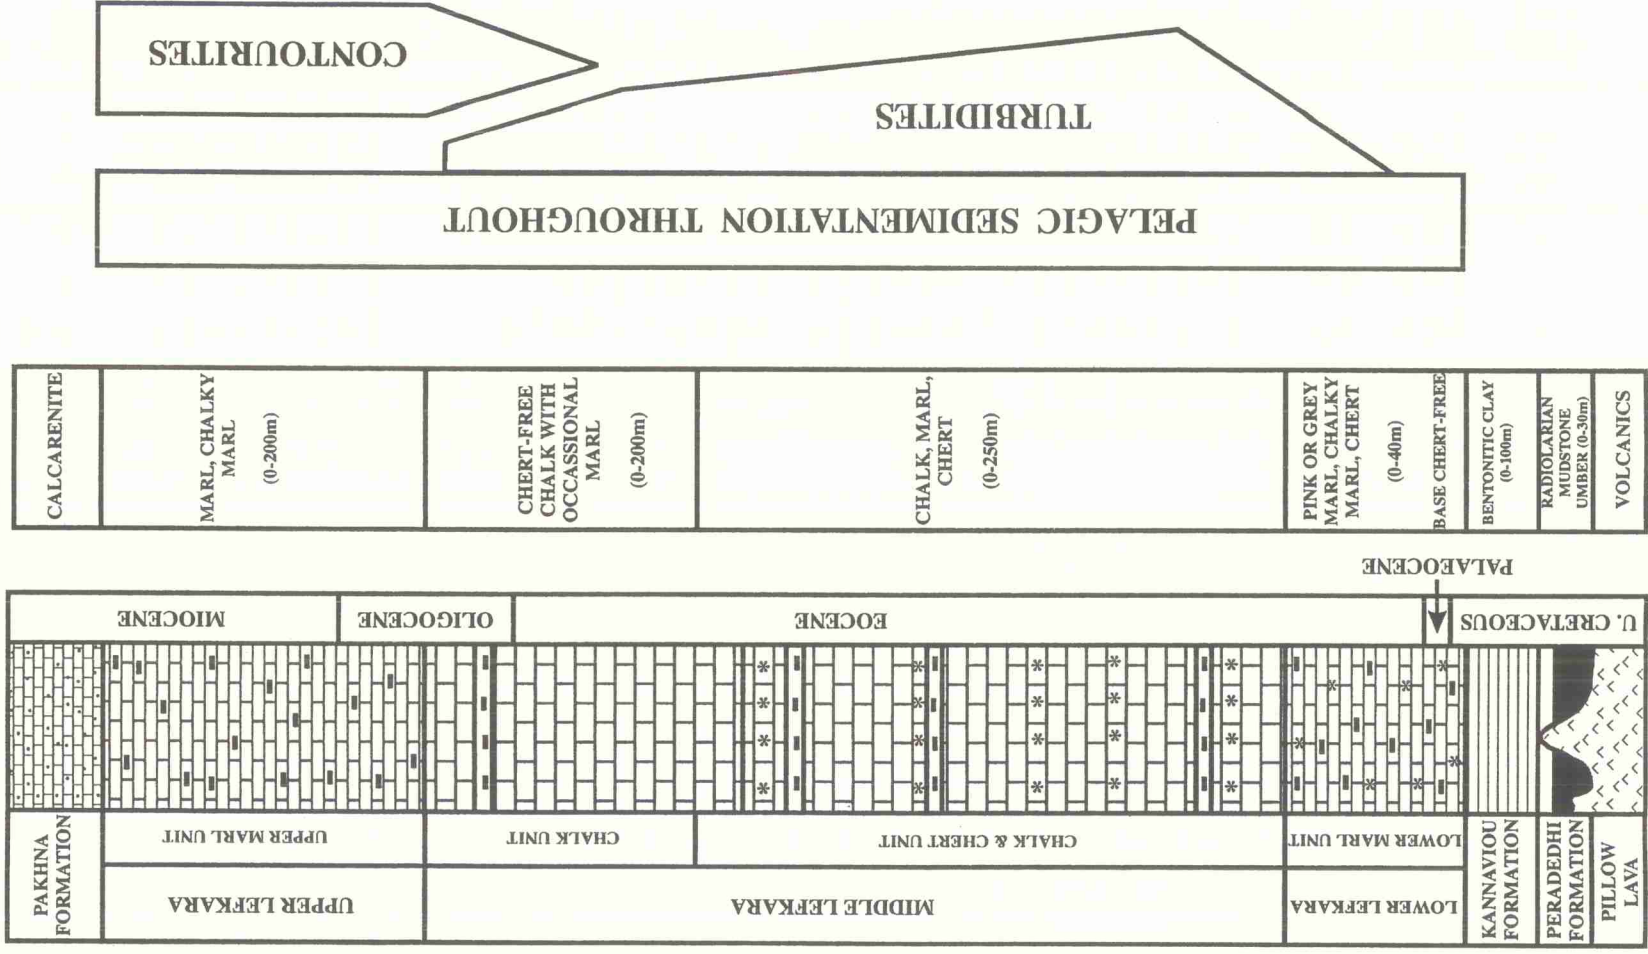 CONTOURITES
TURBIDITES
PELAGIC SEDIMENTATION THROUGHOUT
CALCARENITE
MARL, CHALKY
MARL
(0-200m)
CHERT-FREE
CHALK WITH
OCCASSIONAL
MARL
(0-200m)
CHALK, MARL,
CHERT
(0-250m)
PINK OR GREY
MARL, CHALKY
MARL, CHERT
(0-40m)
BASE CHERT-FREE
BENTONITIC CLAY
(0-100m)
RADIOLARIAN
MUDSTONE
UMBER (0-30m)
VOLCANICS
PALAEOCENE
MIOCENE
OLIGOCENE
EOCENE
U. CRETACEOUS
PAKHNA
FORMATION
UPPER MARL UNIT
CHALK UNIT
CHALK & CHERT UNIT
LOWER MARL UNIT
UPPER LEFKARA
MIDDLE LEFKARA
LOWER LEFKARA
KANNAVIOU
FORMATION
PERADEDHI
FORMATION
PILLOW
LAVA